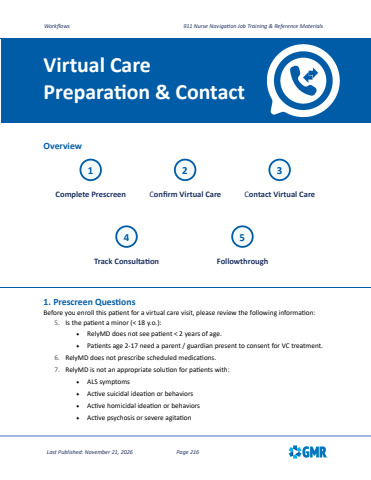 Workflows
911 Nurse Navigation Job Training & Reference Materials
Virtual Care
Preparation & Contact
Overview
1
2
3
Complete Prescreen
Confirm Virtual Care
Contact Virtual Care
4
5
Track Consultation
Followthrough
1. Prescreen Questions
Before you enroll this patient for a virtual care visit, please review the following information:
5. Is the patient a minor (< 18 y.o.):
• RelyMD does not see patient < 2 years of age.
• Patients age 2-17 need a parent / guardian present to consent for VC treatment.
6. RelyMD does not prescribe scheduled medications.
7. RelyMD is not an appropriate solution for patients with:
• ALS symptoms
• Active suicidal ideation or behaviors
• Active homicidal ideation or behaviors
• Active psychosis or severe agitation
Last Published: November 21, 2026
Page 216
GMR